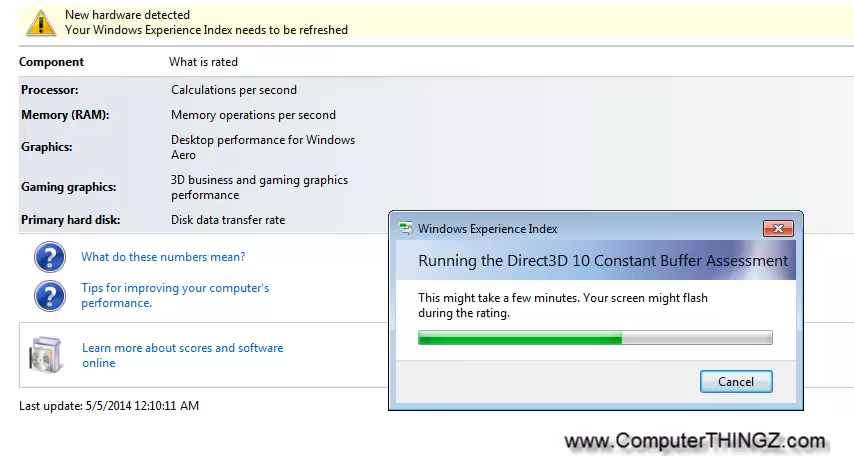 New hardware detected
Your Windows Experience Index needs to be refreshed
Component What is rated
Processor: Calculations per second
Memory (RAM): Memory operations per second
Graphics: Desktop performance for Windows
Aero
Gaming graphics: 3D business and gaming graphics
performance
Primary hard disk: Disk data transfer rate
What do these numbers mean?
Tips for improving your computer's
performance.
Learn more about scores and software
online
Last update: 5/5/2014 12:10:11 AM
Windows Experience Index
Running the Direct3D 10 Constant Buffer Assessment
This might take a few minutes. Your screen might flash
during the rating.
Cancel
www.ComputerTHINGZ.com